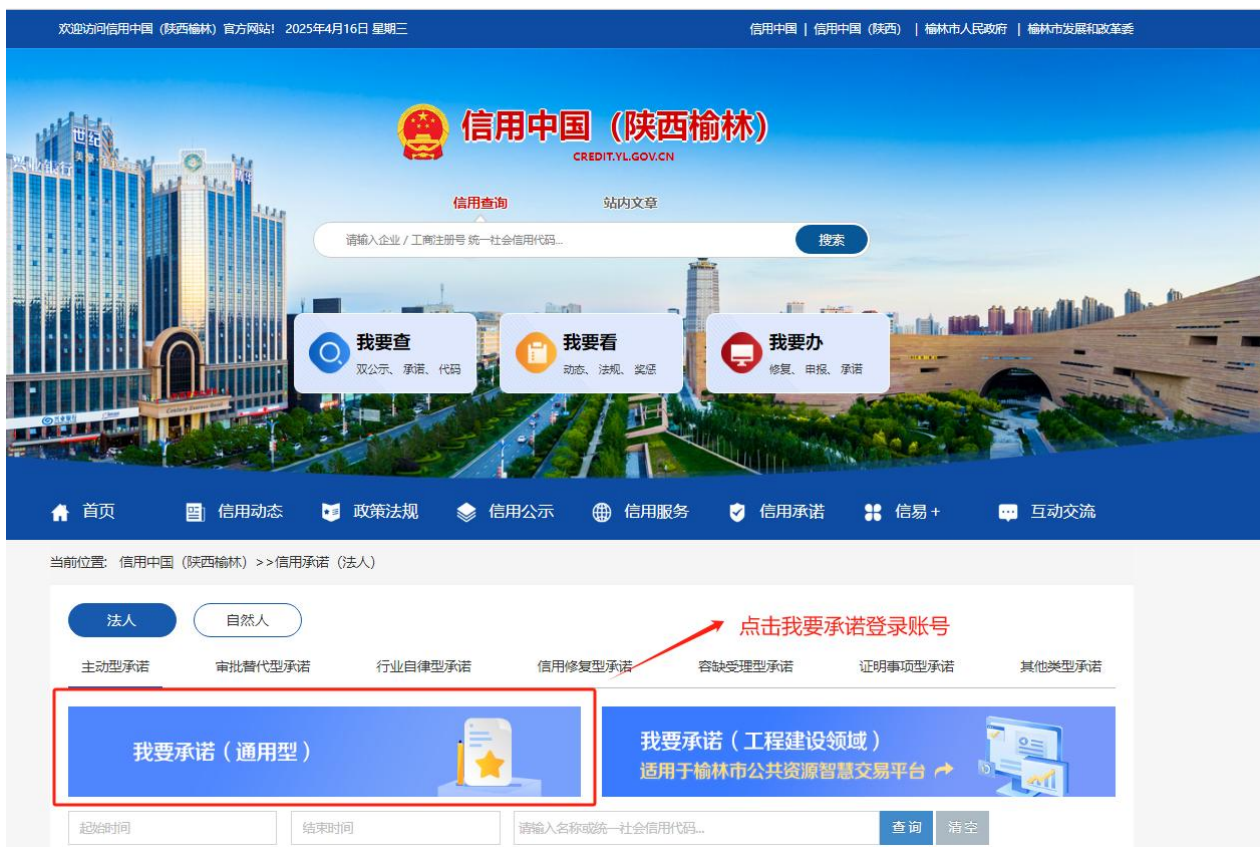 欢迎访问信用中国（陕西榆林）官方网站！ 2025年4月16日 星期三
信用中国 | 信用中国（陕西） | 榆林市人民政府 | 榆林市发展和改革委
信用中国（陕西榆林）
CREDIT.YL.GOV.CN
信用查询 站内文章
请输入企业 / 工商注册号 统一社会信用代码... 搜索
我要查 我要看 我要办
双公示、承诺、代码 动态、法规、奖惩 修复、申报、承诺
首页 信用动态 政策法规 信用公示 信用服务 信用承诺 信易+ 互动交流
当前位置: 信用中国（陕西榆林）>>信用承诺（法人）
法人 自然人
点击我要承诺登录账号
主动型承诺 审批替代型承诺 行业自律型承诺 信用修复型承诺 容缺受理型承诺 证明事项型承诺 其他类型承诺
我要承诺（通用型）
我要承诺（工程建设领域）
适用于榆林市公共资源智慧交易平台
起始时间 结束时间 请输入名称或统一社会信用代码... 查询 清空